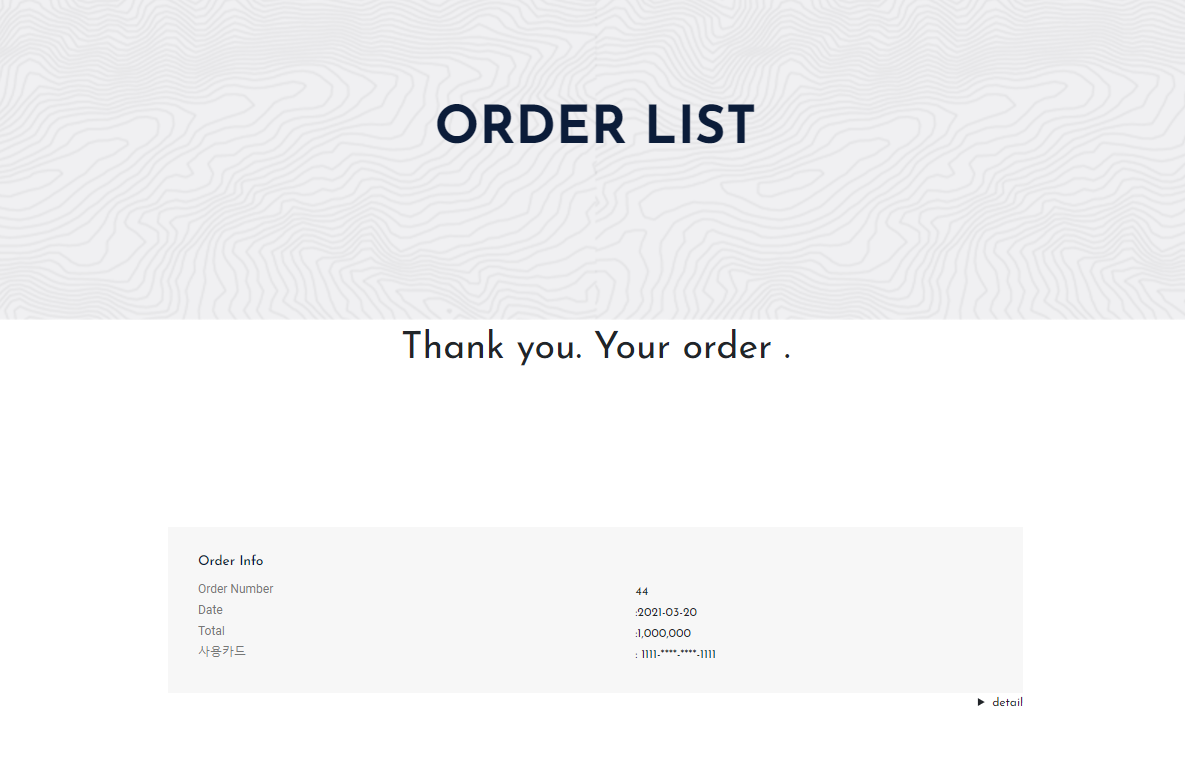 ORDER LIST
Thank you. Your order .
Order Info
Order Number 44
Date :2021-03-20
Total :1,000,000
사용카드 : 1111-****-****-1111
▶ detail